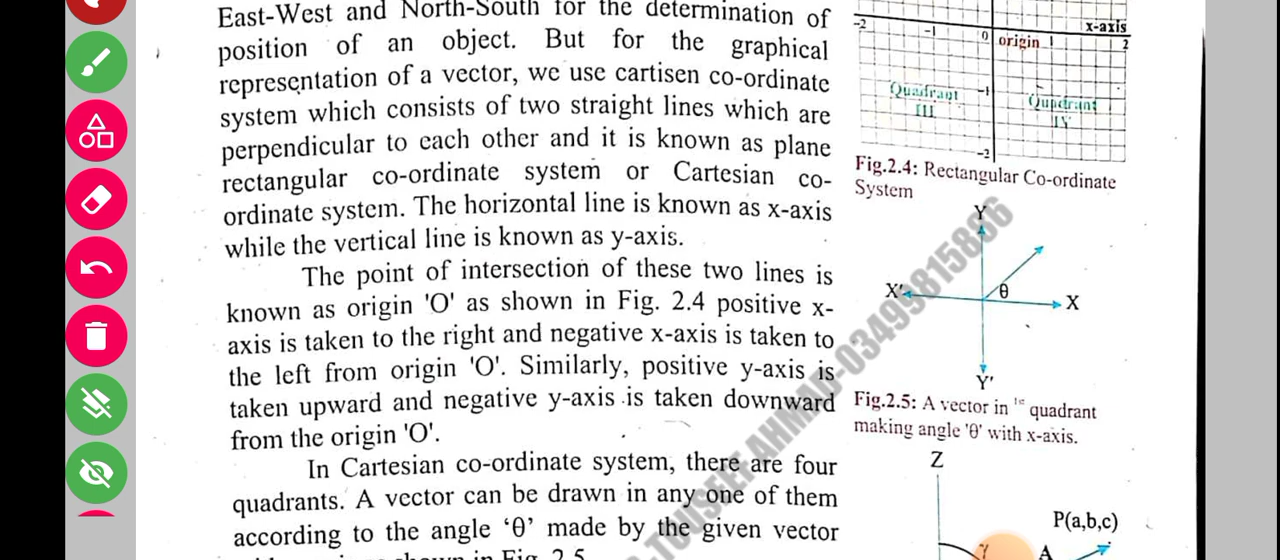 East-West and North-South for the determination of
position of an object. But for the graphical
representation of a vector, we use cartisen co-ordinate
system which consists of two straight lines which are
perpendicular to each other and it is known as plane
rectangular co-ordinate system or Cartesian co-
ordinate system. The horizontal line is known as x-axis
while the vertical line is known as y-axis.
The point of intersection of these two lines is
known as origin 'O' as shown in Fig. 2.4 positive x-
axis is taken to the right and negative x-axis is taken to
the left from origin 'O'. Similarly, positive y-axis is
taken upward and negative y-axis is taken downward
from the origin 'O'.
In Cartesian co-ordinate system, there are four
quadrants. A vector can be drawn in any one of them
according to the angle 'θ' made by the given vector
shown in Fig. 2.5
x-axis
-2 -1 0 origin 1 2
-1
Quadrant
III
Quadrant
IV
-2
Fig.2.4: Rectangular Co-ordinate
System
Y
X' θ X
Y'
Fig.2.5: A vector in quadrant
making angle 'θ' with x-axis.
Z
P(a,b,c)
γ A
TOUSEEF AHMAD-03499815886